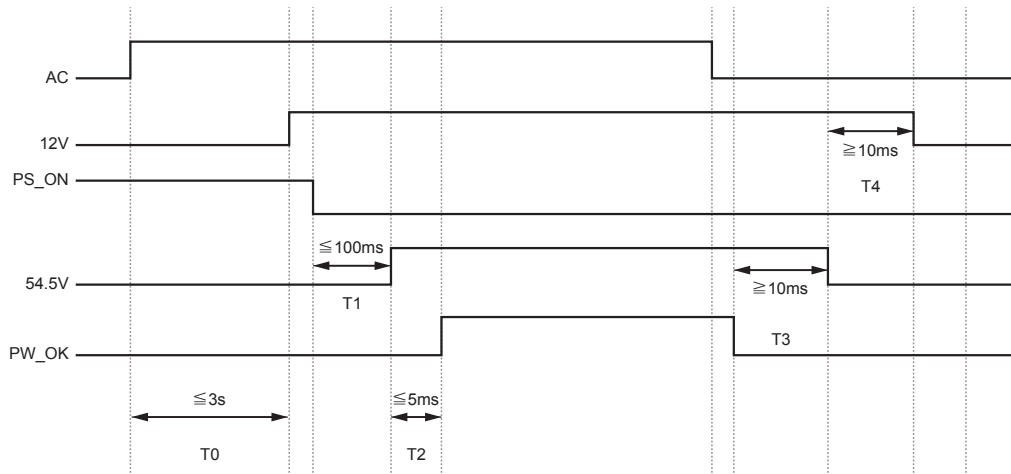 AC
12V
≧10ms
T4
PS_ON
≦100ms
54.5V
T1
≧10ms
T3
PW_OK
≦3s
≦5ms
T0
T2